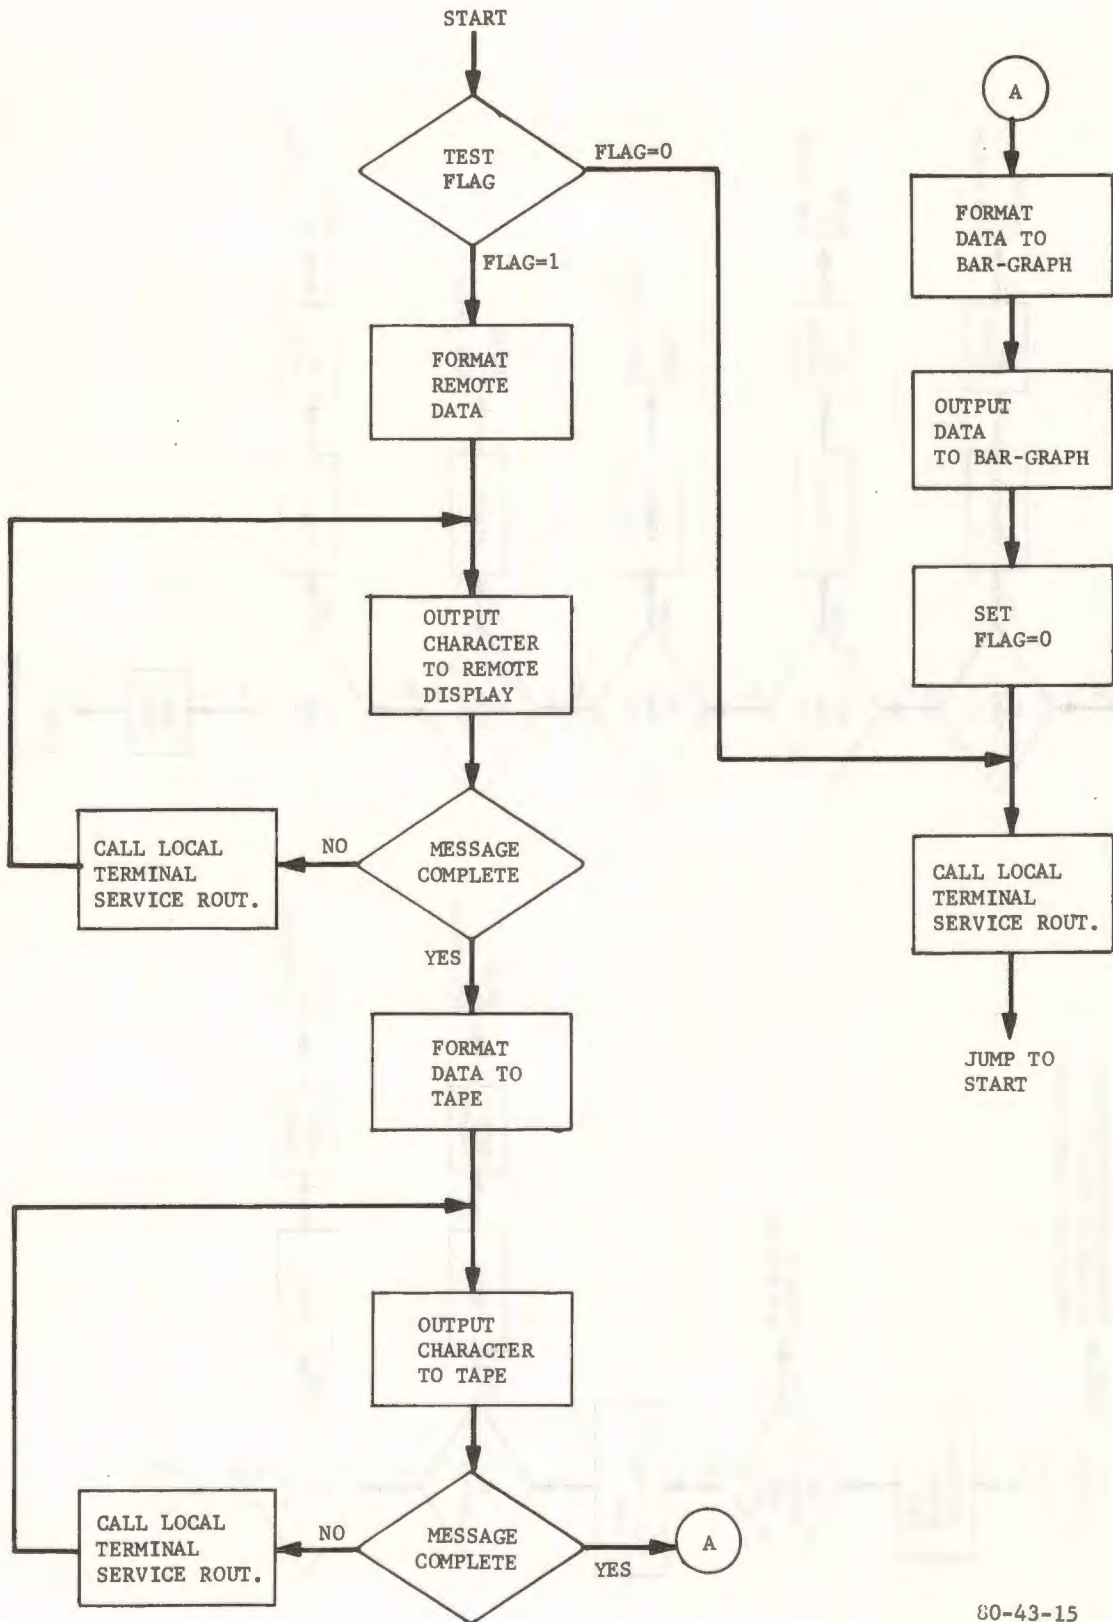 START
TEST
FLAG
FLAG=0
FLAG=1
FORMAT
REMOTE
DATA
OUTPUT
CHARACTER
TO REMOTE
DISPLAY
MESSAGE
COMPLETE
NO
CALL LOCAL
TERMINAL
SERVICE ROUT.
YES
FORMAT
DATA TO
TAPE
OUTPUT
CHARACTER
TO TAPE
MESSAGE
COMPLETE
NO
CALL LOCAL
TERMINAL
SERVICE ROUT.
YES
A
A
FORMAT
DATA TO
BAR-GRAPH
OUTPUT
DATA
TO BAR-GRAPH
SET
FLAG=0
CALL LOCAL
TERMINAL
SERVICE ROUT.
JUMP TO
START
80-43-15